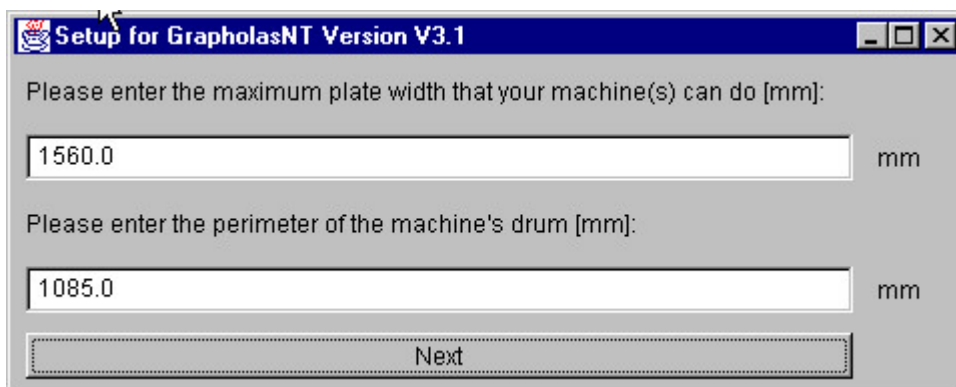 Setup for GrapholasNT Version V3.1
Please enter the maximum plate width that your machine(s) can do [mm]:
1560.0 mm
Please enter the perimeter of the machine's drum [mm]:
1085.0 mm
Next